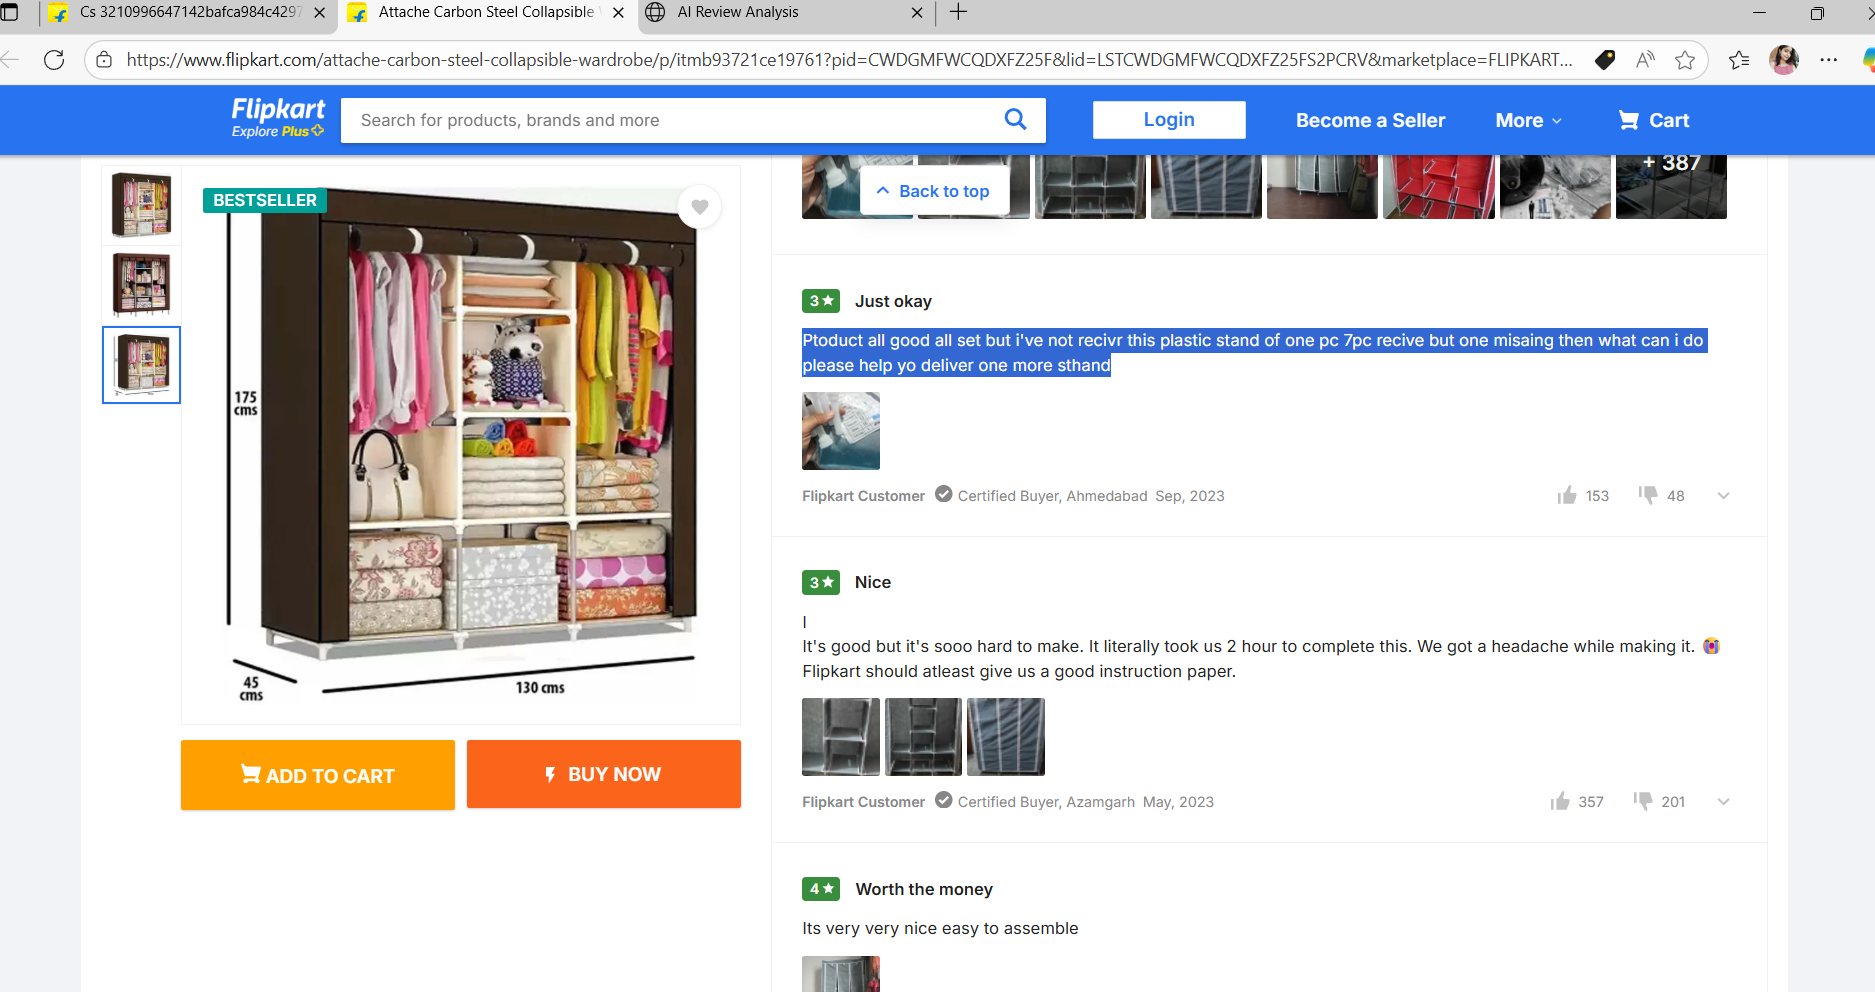 Cs 3210996647142bafca984c4297
Attache Carbon Steel Collapsible
AI Review Analysis
https://www.flipkart.com/attache-carbon-steel-collapsible-wardrobe/p/itmb93721ce19761?pid=CWDGMFWCQDXFZ25F&lid=LSTCWDGMFWCQDXFZ25FS2PCRV&marketplace=FLIPKART...
Flipkart
Explore Plus
Search for products, brands and more
Login
Become a Seller
More
Cart
BESTSELLER
175
cms
45
cms
130 cms
ADD TO CART
BUY NOW
+ 387
Back to top
3★ Just okay
Ptoduct all good all set but i've not recivr this plastic stand of one pc 7pc recive but one misaing then what can i do
please help yo deliver one more sthand
Flipkart Customer Certified Buyer, Ahmedabad Sep, 2023
153 48
3★ Nice
I
It's good but it's sooo hard to make. It literally took us 2 hour to complete this. We got a headache while making it. 😭
Flipkart should atleast give us a good instruction paper.
Flipkart Customer Certified Buyer, Azamgarh May, 2023
357 201
4★ Worth the money
Its very very nice easy to assemble